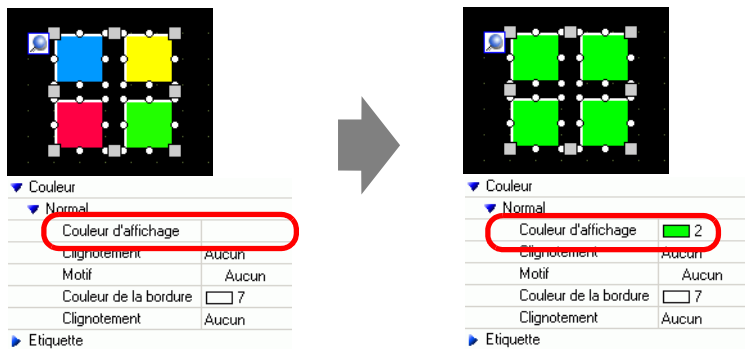 Couleur
Normal
Couleur d'affichage
Clignotement Aucun
Motif Aucun
Couleur de la bordure 7
Clignotement Aucun
Etiquette
Couleur
Normal
Couleur d'affichage 2
Clignotement Aucun
Motif Aucun
Couleur de la bordure 7
Clignotement Aucun
Etiquette